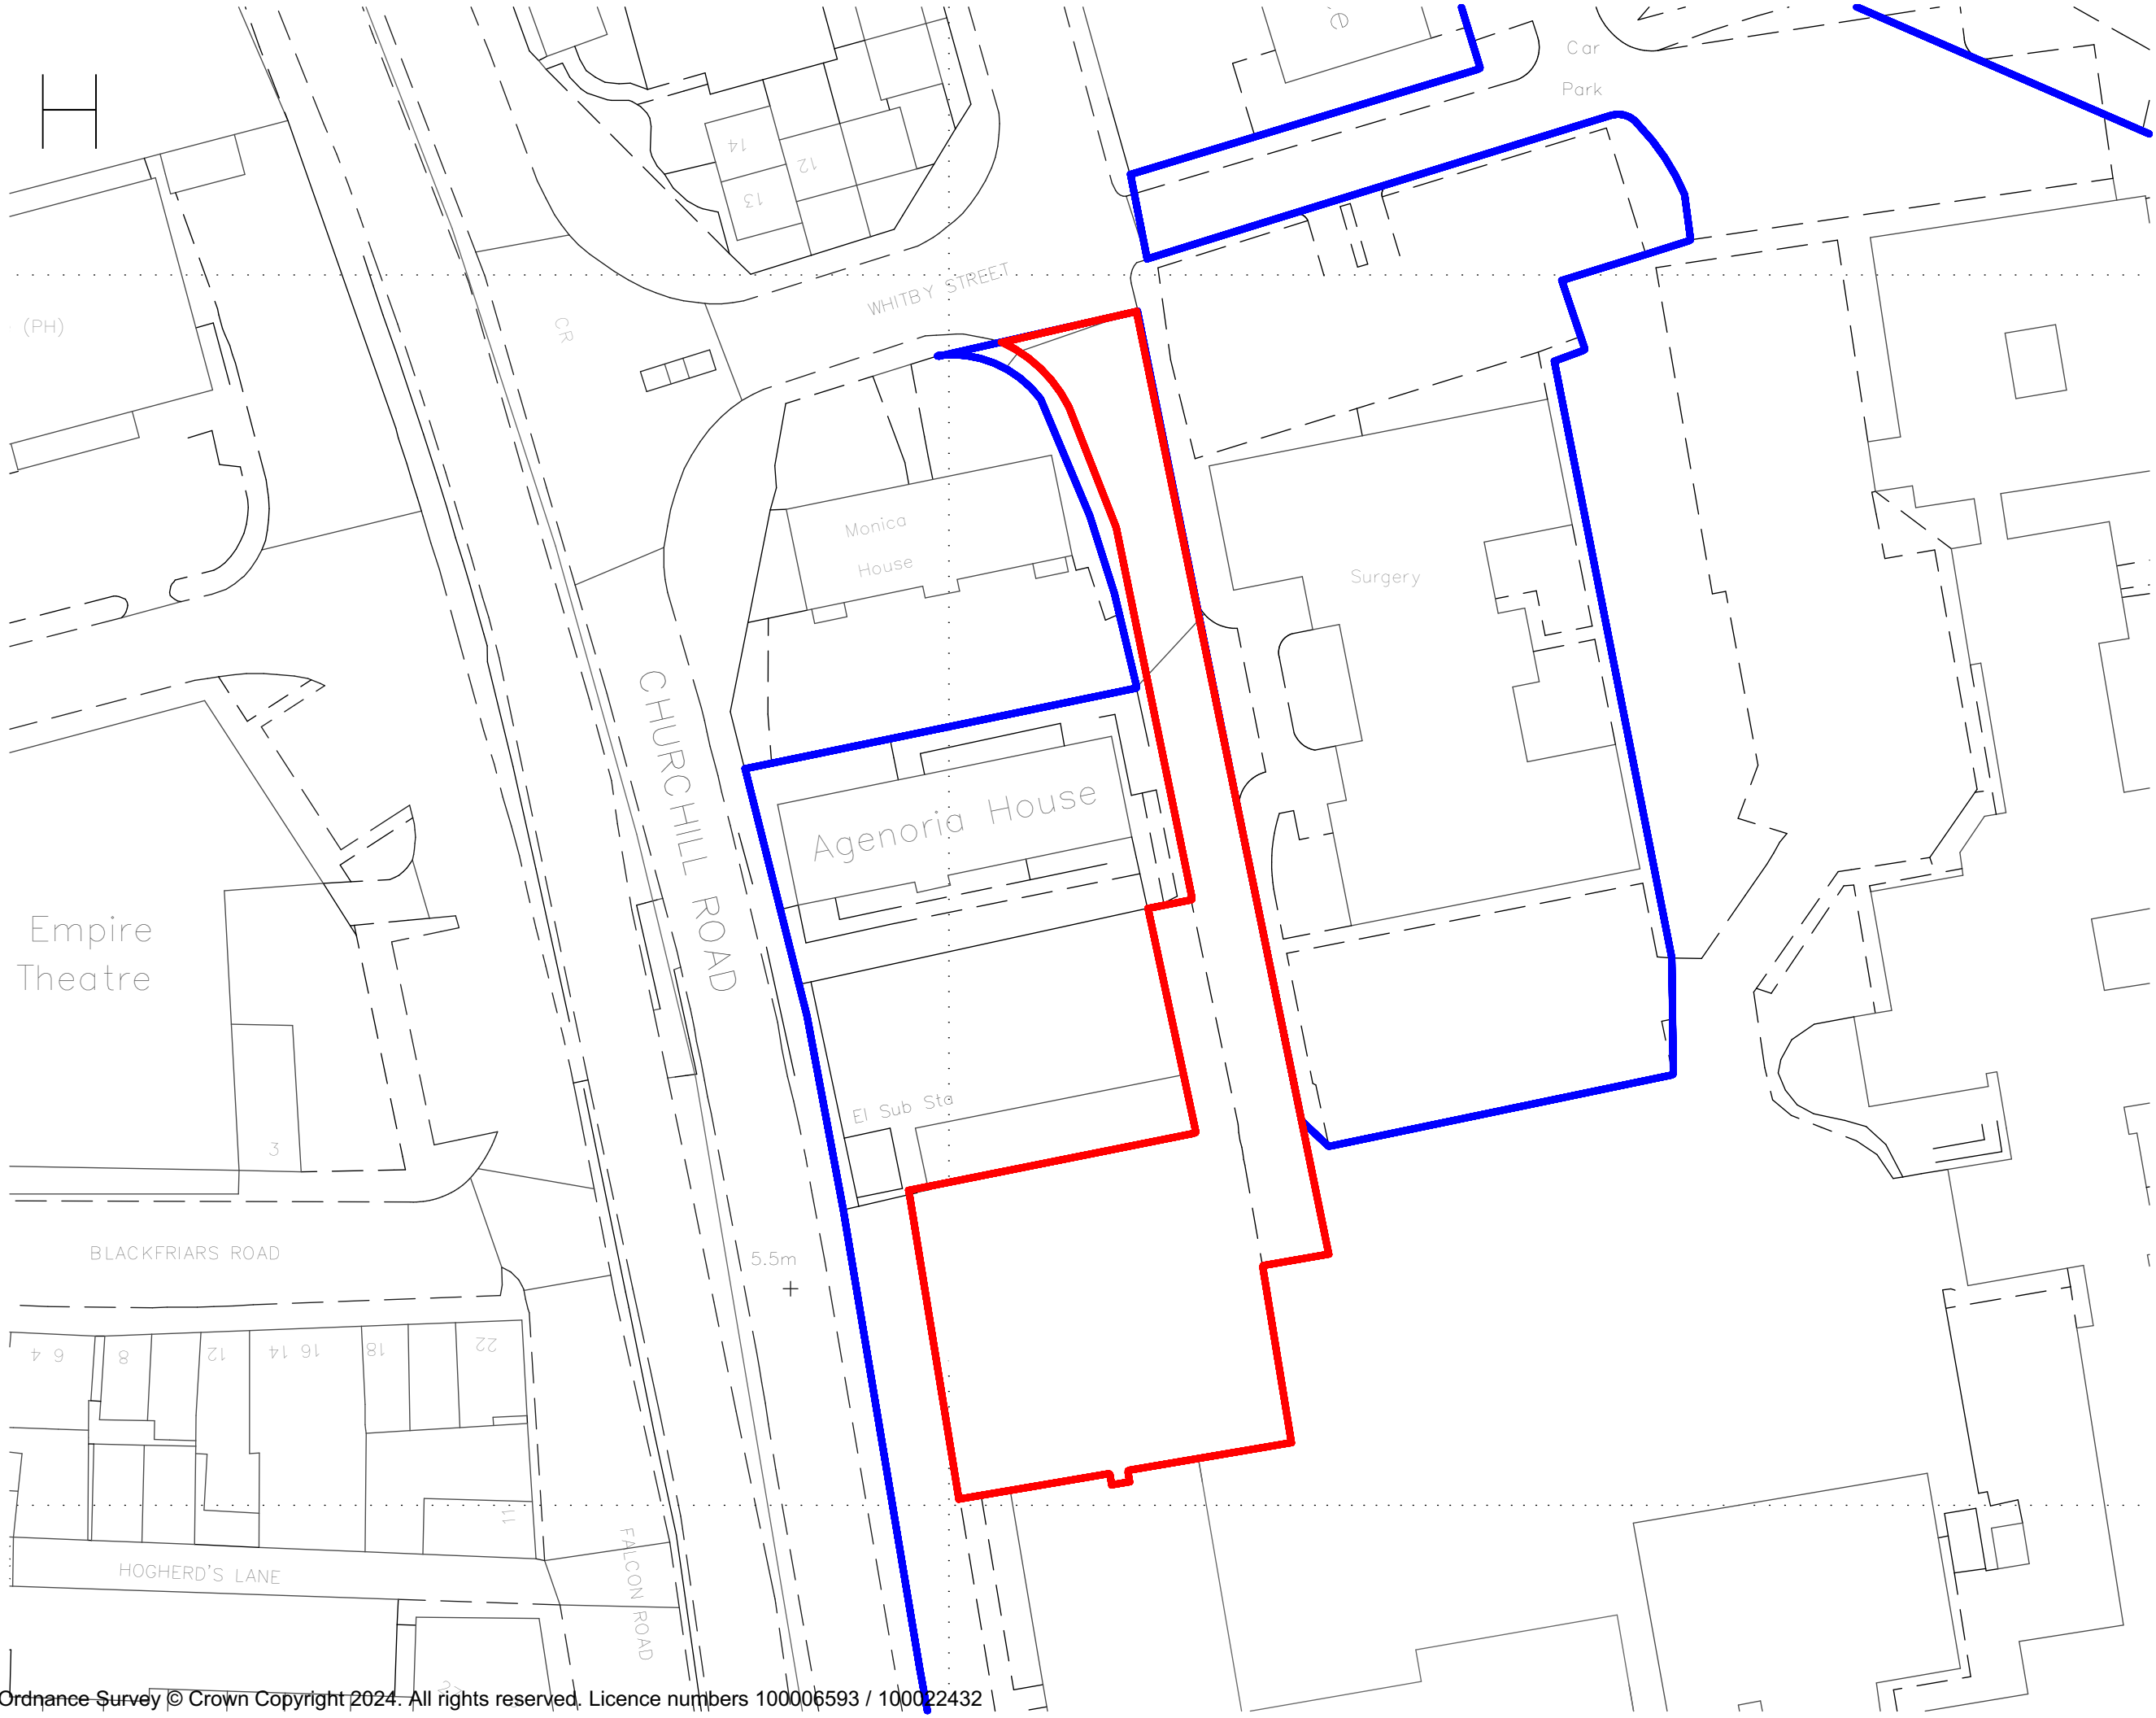 H
e
Car
Park
14
12
13
WHITBY STREET
(PH)
CR
Monica
House
Surgery
CHURCHILL ROAD
Agenoria House
Empire
Theatre
El Sub Sta
3
BLACKFRIARS ROAD
5.5m
4 6
8
12
14 16
18
22
11
HOGHERD'S LANE
FALCON ROAD
Ordnance Survey © Crown Copyright 2024. All rights reserved. Licence numbers 100006593 / 100022432